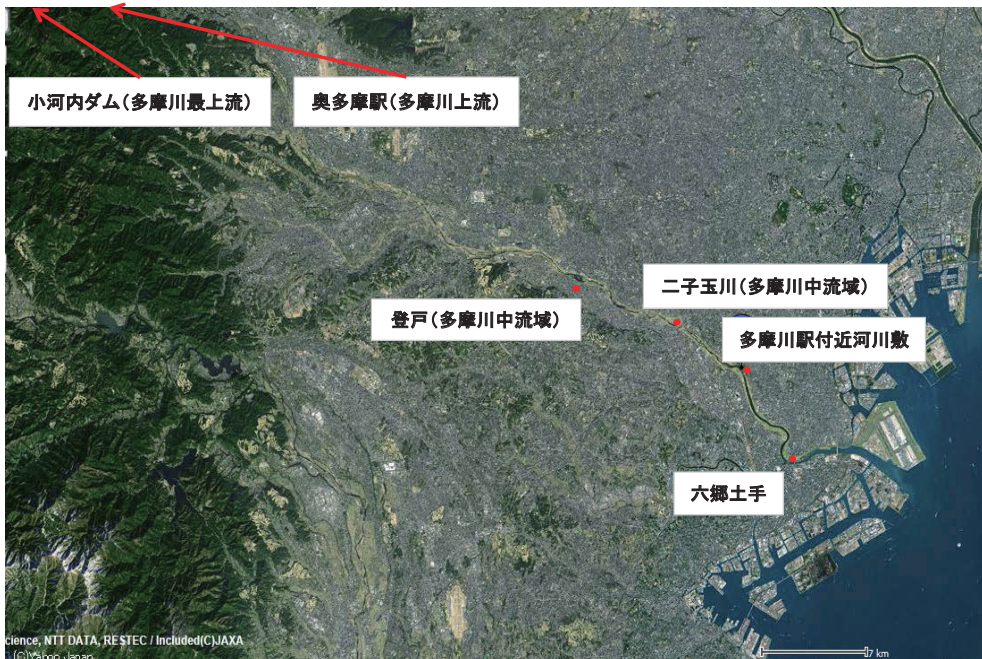 小河内ダム（多摩川最上流）
奥多摩駅（多摩川上流）
二子玉川（多摩川中流域）
登戸（多摩川中流域）
多摩川駅付近河川敷
六郷土手
cience, NTT DATA, RESTEC / Included(C)JAXA
(C)Yahoo Japan
7 km